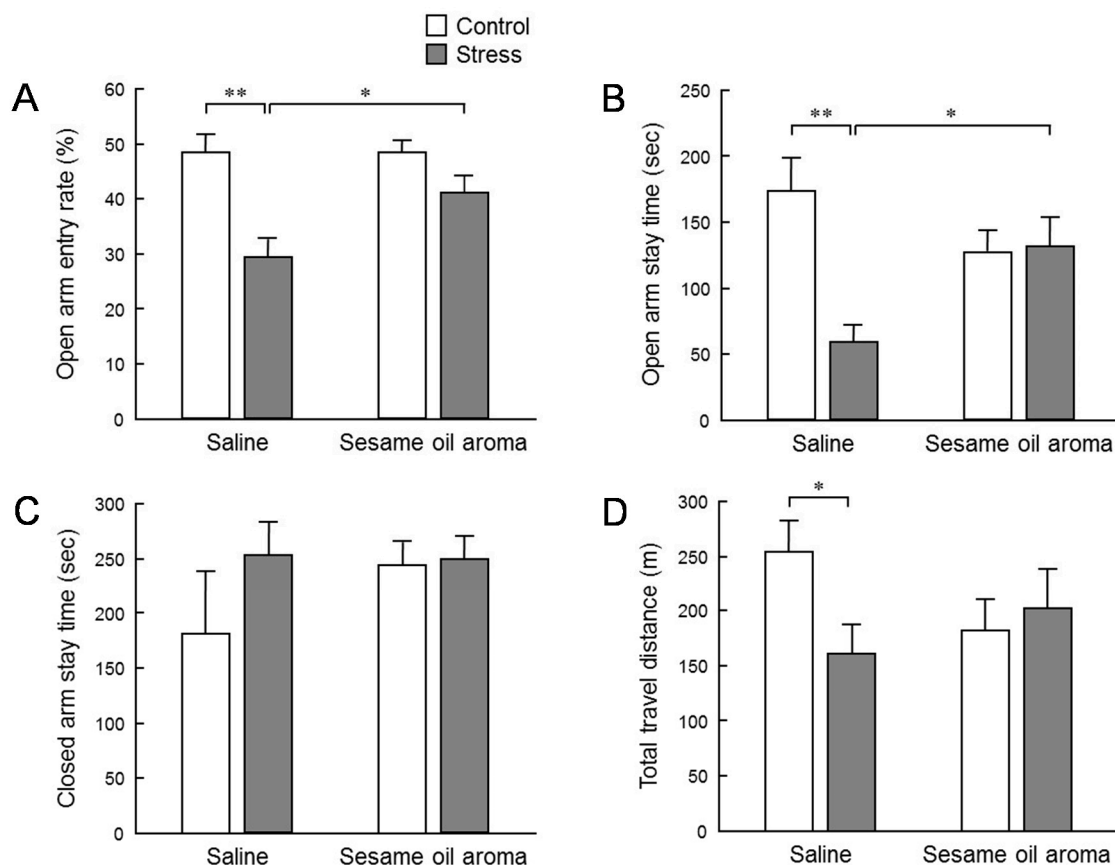 Control
Stress
A
Open arm entry rate (%)
60
50
40
30
20
10
0
**
*
Saline
Sesame oil aroma
B
Open arm stay time (sec)
250
200
150
100
50
0
**
*
Saline
Sesame oil aroma
C
Closed arm stay time (sec)
300
250
200
150
100
50
0
Saline
Sesame oil aroma
D
Total travel distance (m)
300
250
200
150
100
50
0
*
Saline
Sesame oil aroma